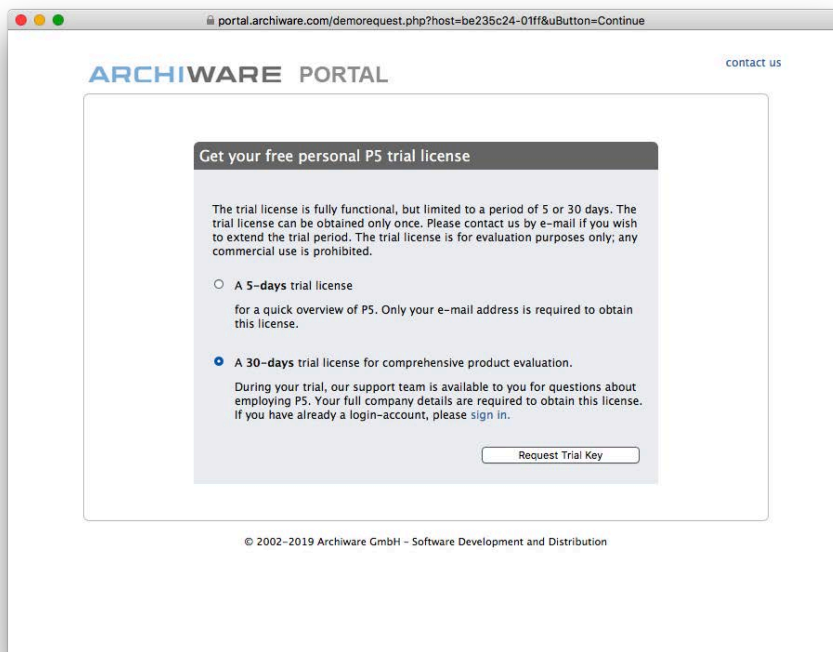 portal.archiware.com/demorequest.php?host=be235c24-01ff&uButton=Continue
contact us
ARCHIWARE PORTAL
Get your free personal P5 trial license
The trial license is fully functional, but limited to a period of 5 or 30 days. The
trial license can be obtained only once. Please contact us by e-mail if you wish
to extend the trial period. The trial license is for evaluation purposes only; any
commercial use is prohibited.
A 5-days trial license
for a quick overview of P5. Only your e-mail address is required to obtain
this license.
A 30-days trial license for comprehensive product evaluation.
During your trial, our support team is available to you for questions about
employing P5. Your full company details are required to obtain this license.
If you have already a login-account, please sign in.
Request Trial Key
© 2002-2019 Archiware GmbH - Software Development and Distribution